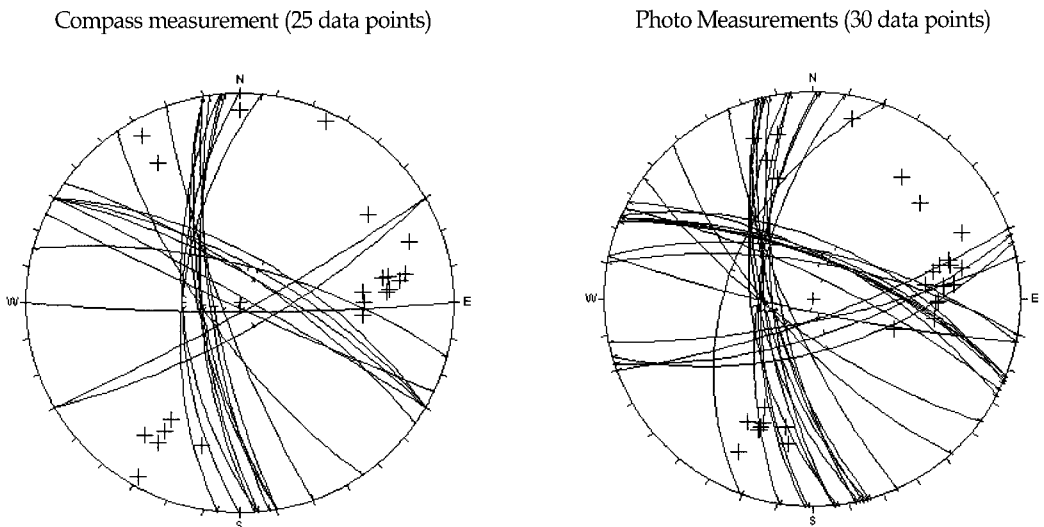 Compass measurement (25 data points)
Photo Measurements (30 data points)
N
N
W
E
W
E
S
S